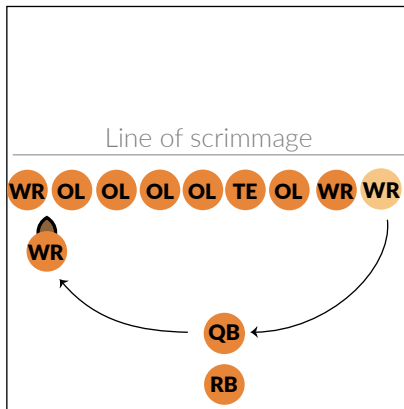 Line of scrimmage
WR OL OL OL OL TE OL WR WR
WR
QB
RB